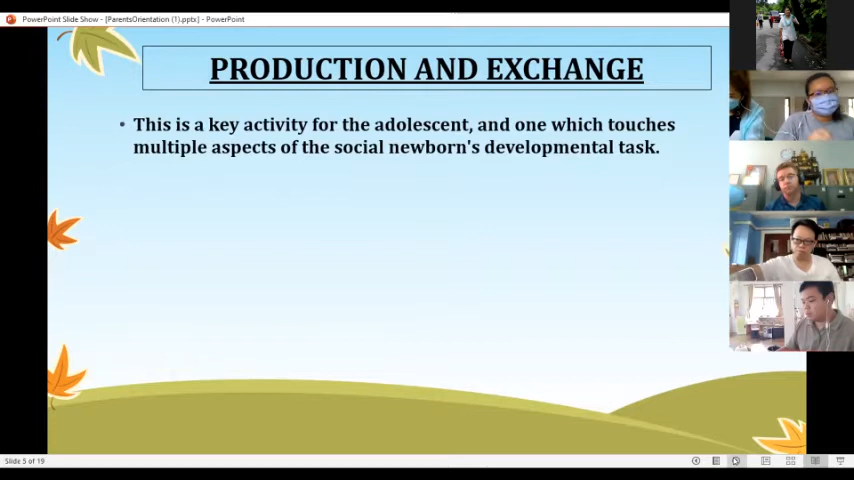 PowerPoint Slide Show - [ParentsOrientation (1).pptx] - PowerPoint
PRODUCTION AND EXCHANGE
• This is a key activity for the adolescent, and one which touches
multiple aspects of the social newborn's developmental task.
Slide 5 of 19